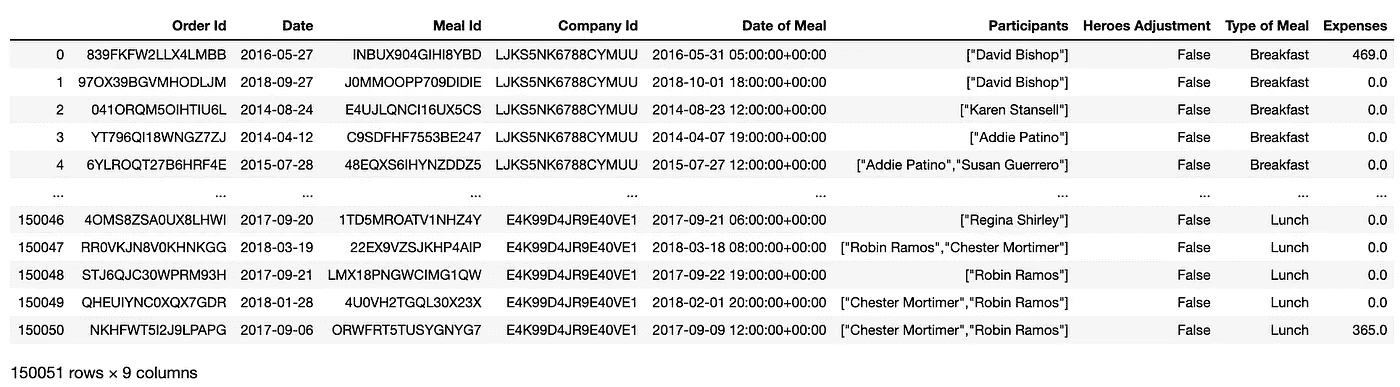 Order Id Date Meal Id Company Id Date of Meal Participants Heroes Adjustment Type of Meal Expenses
0 839FKFW2LLX4LMBB 2016-05-27 INBUX904GIHI8YBD LJKS5NK6788CYMUU 2016-05-31 05:00:00+00:00 ["David Bishop"] False Breakfast 469.0
1 97OX39BGVMHODLJM 2018-09-27 J0MMOOPP709DIDIE LJKS5NK6788CYMUU 2018-10-01 18:00:00+00:00 ["David Bishop"] False Breakfast 0.0
2 041ORQM5OIHTIU6L 2014-08-24 E4UJLQNCI16UX5CS LJKS5NK6788CYMUU 2014-08-23 12:00:00+00:00 ["Karen Stansell"] False Breakfast 0.0
3 YT796QI18WNGZ7ZJ 2014-04-12 C9SDFHF7553BE247 LJKS5NK6788CYMUU 2014-04-07 19:00:00+00:00 ["Addie Patino"] False Breakfast 0.0
4 6YLROQT27B6HRF4E 2015-07-28 48EQXS6IHYNZDDZ5 LJKS5NK6788CYMUU 2015-07-27 12:00:00+00:00 ["Addie Patino","Susan Guerrero"] False Breakfast 0.0
... ... ... ... ... ... ... ... ... ...
150046 4OMS8ZSA0UX8LHWI 2017-09-20 1TD5MROATV1NHZ4Y E4K99D4JR9E40VE1 2017-09-21 06:00:00+00:00 ["Regina Shirley"] False Lunch 0.0
150047 RR0VKJN8V0KHNKGG 2018-03-19 22EX9VZSJKHP4AIP E4K99D4JR9E40VE1 2018-03-18 08:00:00+00:00 ["Robin Ramos","Chester Mortimer"] False Lunch 0.0
150048 STJ6QJC30WPRM93H 2017-09-21 LMX18PNGWCIMG1QW E4K99D4JR9E40VE1 2017-09-22 19:00:00+00:00 ["Robin Ramos"] False Lunch 0.0
150049 QHEUIYNC0XQX7GDR 2018-01-28 4U0VH2TGQL30X23X E4K99D4JR9E40VE1 2018-02-01 20:00:00+00:00 ["Chester Mortimer","Robin Ramos"] False Lunch 0.0
150050 NKHFWT5I2J9LPAPG 2017-09-06 ORWFRT5TUSYGNYG7 E4K99D4JR9E40VE1 2017-09-09 12:00:00+00:00 ["Chester Mortimer","Robin Ramos"] False Lunch 365.0
150051 rows × 9 columns